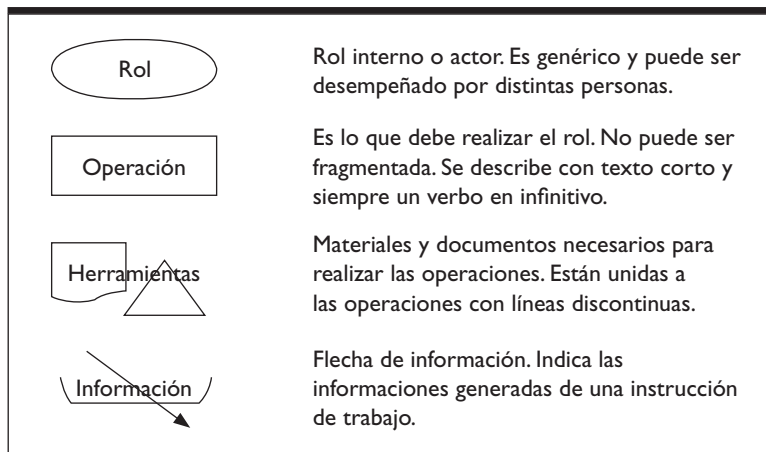 Rol
Rol interno o actor. Es genérico y puede ser
desempeñado por distintas personas.
Operación
Es lo que debe realizar el rol. No puede ser
fragmentada. Se describe con texto corto y
siempre un verbo en infinitivo.
Herramientas
Materiales y documentos necesarios para
realizar las operaciones. Están unidas a
las operaciones con líneas discontinuas.
Información
Flecha de información. Indica las
informaciones generadas de una instrucción
de trabajo.